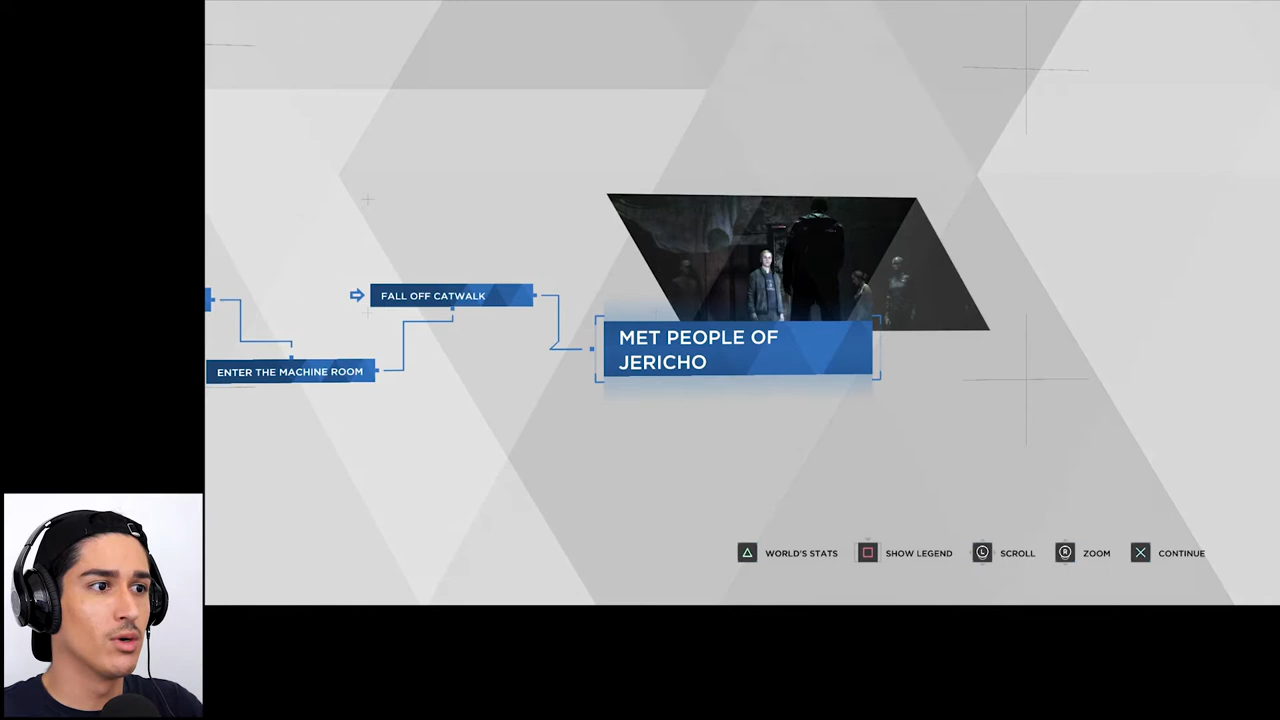 FALL OFF CATWALK
MET PEOPLE OF
JERICHO
ENTER THE MACHINE ROOM
WORLD'S STATS
SHOW LEGEND
L SCROLL
R ZOOM
CONTINUE